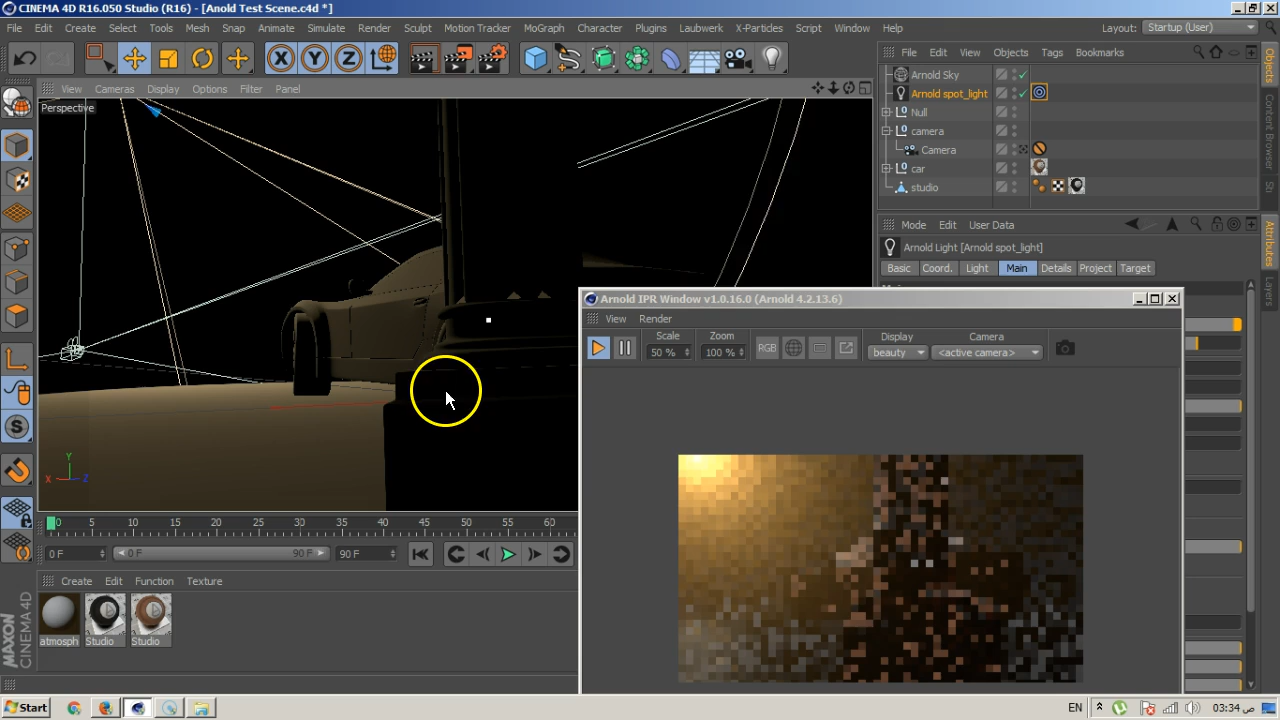 CINEMA 4D R16.050 Studio (R16) - [Anold Test Scene.c4d *]
File Edit Create Select Tools Mesh Snap Animate Simulate Render Sculpt Motion Tracker MoGraph Character Plugins Laubwerk X-Particles Script Window Help
Layout: Startup (User)
X Y Z
File Edit View Objects Tags Bookmarks
View Cameras Display Options Filter Panel
Perspective
Arnold Sky
Arnold spot_light
Null
camera
Camera
car
studio
Objects
Content Browser
Attributes
Layers
Mode Edit User Data
Arnold Light [Arnold spot_light]
Basic Coord. Light Main Details Project Target
Arnold IPR Window v1.0.16.0 (Arnold 4.2.13.6)
View Render
Scale Zoom Display Camera
50 % 100 % RGB beauty <active camera>
Y
X Z
0 5 10 15 20 25 30 35 40 45 50 55 60
0 F 0 F 90 F 90 F
Create Edit Function Texture
atmosph Studio Studio
MAXON
CINEMA 4D
Start
EN
03:34 ص